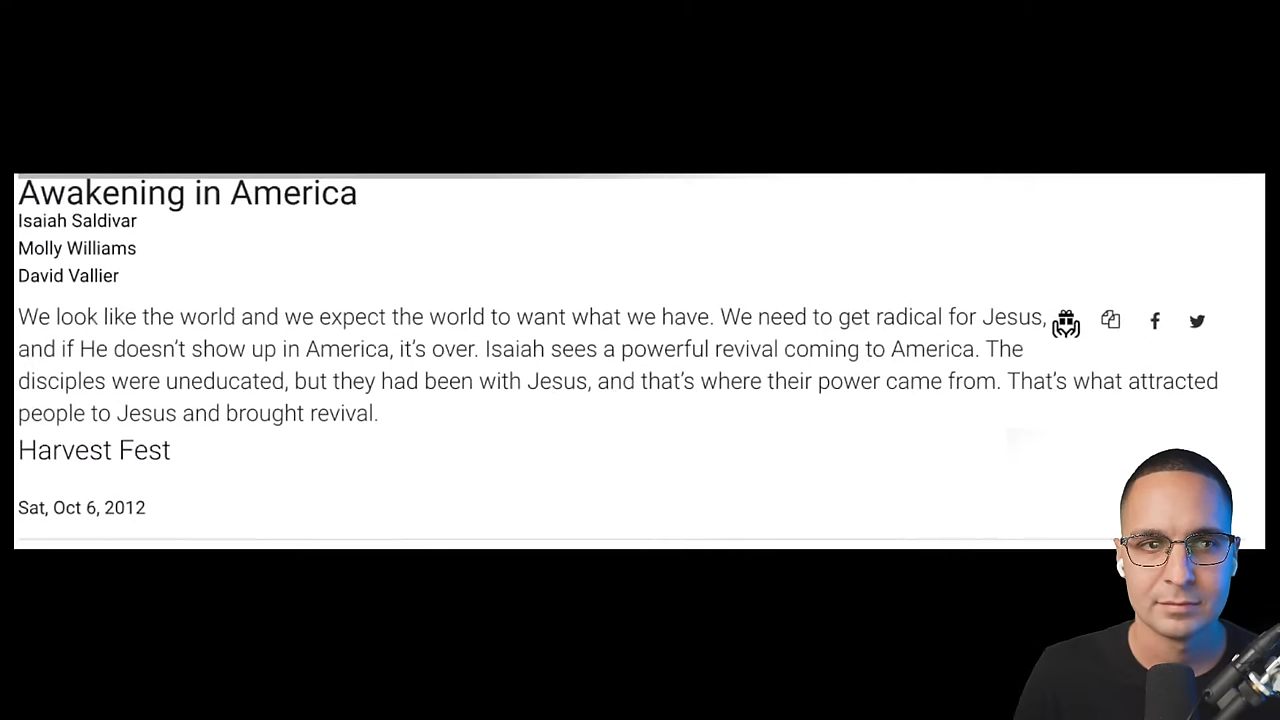 Awakening in America
Isaiah Saldivar
Molly Williams
David Vallier
We look like the world and we expect the world to want what we have. We need to get radical for Jesus,
and if He doesn’t show up in America, it’s over. Isaiah sees a powerful revival coming to America. The
disciples were uneducated, but they had been with Jesus, and that’s where their power came from. That’s what attracted
people to Jesus and brought revival.
Harvest Fest
Sat, Oct 6, 2012